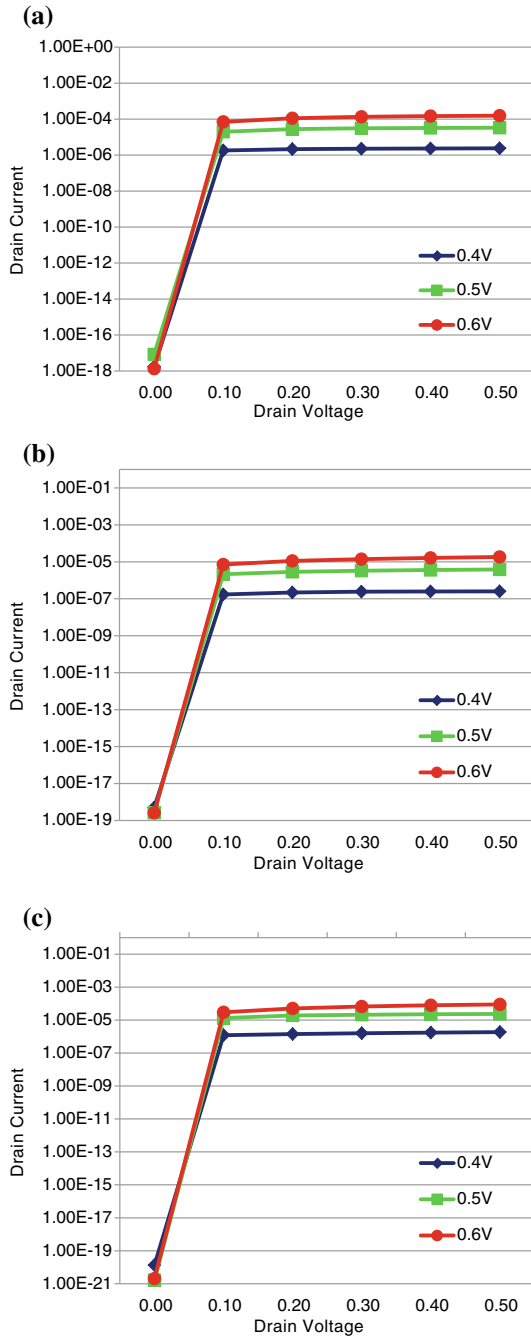 (a)
1.00E+00
1.00E-02
1.00E-04
1.00E-06
1.00E-08
1.00E-10
1.00E-12
1.00E-14
1.00E-16
1.00E-18
Drain Current
0.4V
0.5V
0.6V
0.00 0.10 0.20 0.30 0.40 0.50
Drain Voltage
(b)
1.00E-01
1.00E-03
1.00E-05
1.00E-07
1.00E-09
1.00E-11
1.00E-13
1.00E-15
1.00E-17
1.00E-19
Drain Current
0.4V
0.5V
0.6V
0.00 0.10 0.20 0.30 0.40 0.50
Drain Voltage
(c)
1.00E-01
1.00E-03
1.00E-05
1.00E-07
1.00E-09
1.00E-11
1.00E-13
1.00E-15
1.00E-17
1.00E-19
1.00E-21
Drain Current
0.4V
0.5V
0.6V
0.00 0.10 0.20 0.30 0.40 0.50
Drain Voltage